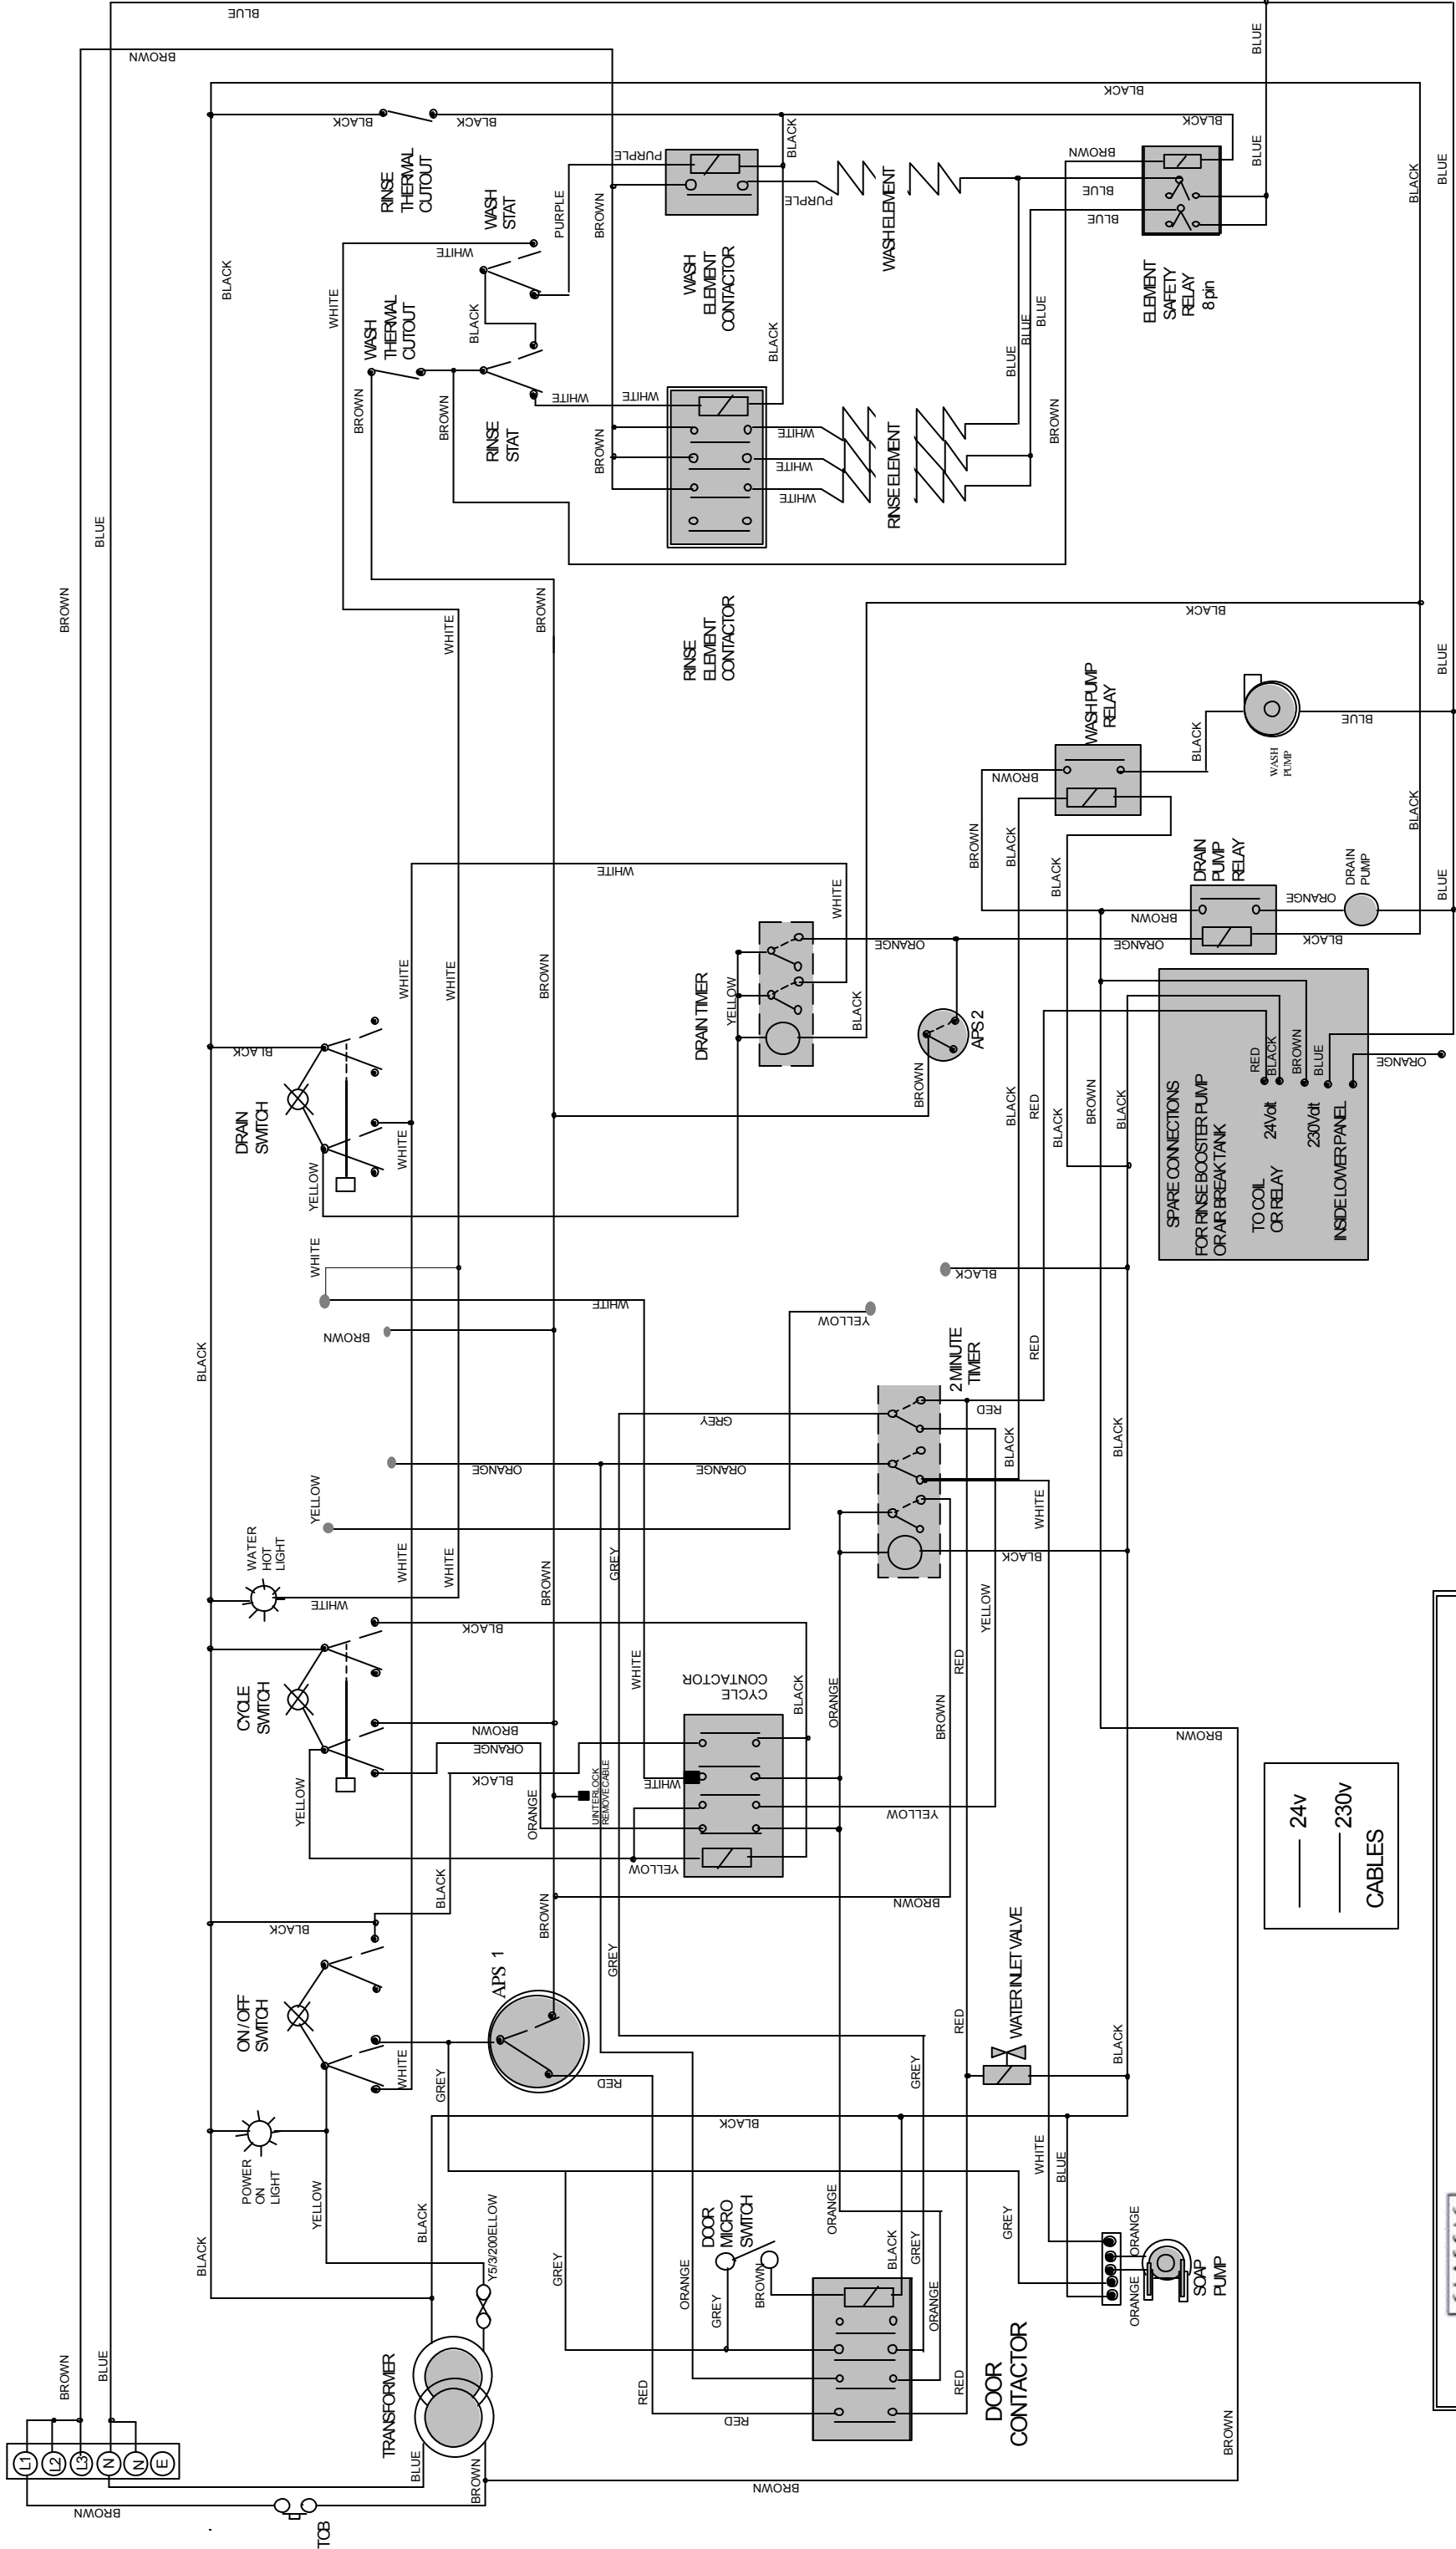 BLUE
BROWN
BLACK
BLUE
BLACK
BLACK
BLACK
BLACK
BLUE
BLUE
RINSE
THERMAL
CUTOUT
WASH
STAT
PURPLE
PURPLE
BROWN
BLACK
PURPLE
BROWN
BLUE
BLUE
BLACK
BLUE
BLACK
WHITE
WHITE
WASH
THERMAL
CUTOUT
BLACK
WASH
ELEMENT
CONTACTOR
WASH ELEMENT
ELEMENT
SAFETY
RELAY
8 pin
BLACK
BLUE
BLUE
BLUE
BROWN
BROWN
RINSE
STAT
WHITE
WHITE
BROWN
WHITE
WHITE
WHITE
RINSE ELEMENT
BROWN
BLUE
BROWN
BROWN
WHITE
RINSE
ELEMENT
CONTACTOR
BLACK
BLUE
WASH PUMP
RELAY
BROWN
BLACK
WASH
PUMP
BLUE
WHITE
WHITE
BROWN
BLACK
BLACK
DRAIN
PUMP
RELAY
DRAIN
PUMP
BLACK
BLUE
BROWN
ORANGE
BLACK
WHITE
WHITE
BROWN
DRAIN TIMER
YELLOW
BLACK
ORANGE
ORANGE
APS 2
BROWN
DRAIN
SWITCH
BLACK
YELLOW
WHITE
BLACK
RED
BLACK
BROWN
BLACK
RED
BLACK
BROWN
BLUE
ORANGE
SPARE CONNECTIONS
FOR RINSE BOOSTER PUMP
OR AIR BREAK TANK
TO COIL
OR RELAY
24Volt
230Volt
INSIDE LOWER PANEL
WHITE
WHITE
BROWN
YELLOW
BLACK
BLACK
2 MINUTE
TIMER
RED
RED
GREY
ORANGE
ORANGE
BLACK
BLACK
WHITE
BLACK
YELLOW
WATER
HOT
LIGHT
WHITE
WHITE
WHITE
BROWN
GREY
YELLOW
CYCLE
SWITCH
BLACK
BROWN
ORANGE
BLACK
YELLOW
ORANGE
WHITE
CYCLE
CONTACTOR
BLACK
ORANGE
BROWN
RED
REMOVE CABLE
WHITE
YELLOW
YELLOW
BROWN
BROWN
24v
230v
CABLES
ON / OFF
SWITCH
BLACK
BLACK
BROWN
GREY
APS 1
WHITE
GREY
RED
RED
WATER INLET VALVE
BLACK
POWER
ON
LIGHT
YELLOW
BLACK
BLACK
BLACK
GREY
WHITE
BLUE
Y5/3/200ELLOW
GREY
ORANGE
DOOR
MICRO
SWITCH
GREY
BROWN
ORANGE
BLACK
GREY
ORANGE
GREY
ORANGE
ORANGE
SOAP
PUMP
TRANSFORMER
RED
RED
RED
DOOR
CONTACTOR
BROWN
BLUE
L1
L2
L3
N
N
E
BLUE
BROWN
BROWN
BROWN
BROWN
TCB